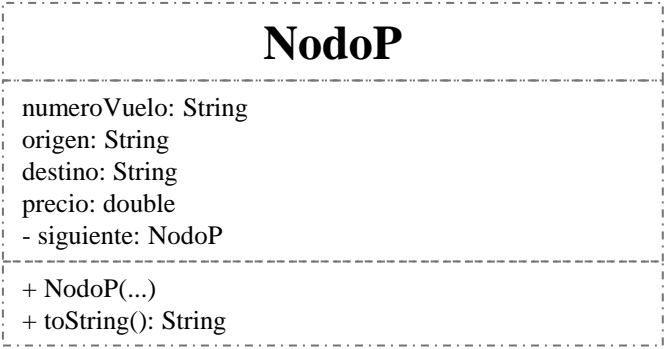 NodoP
numeroVuelo: String
origen: String
destino: String
precio: double
- siguiente: NodoP
+ NodoP(...)
+ toString(): String